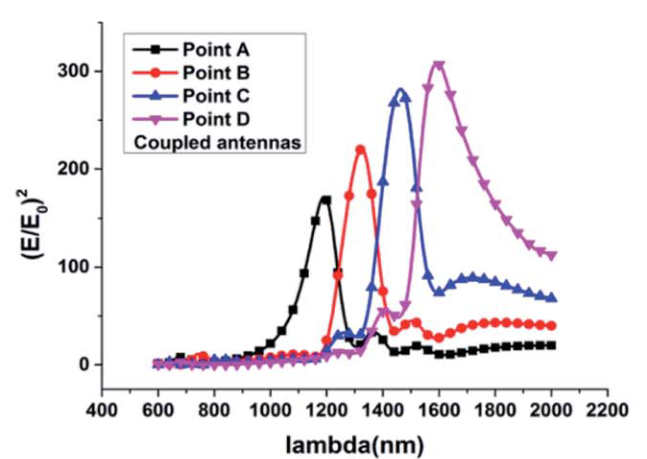 Point A
Point B
Point C
Point D
Coupled antennas
300
200
100
0
(E/E₀)²
400 600 800 1000 1200 1400 1600 1800 2000 2200
lambda(nm)